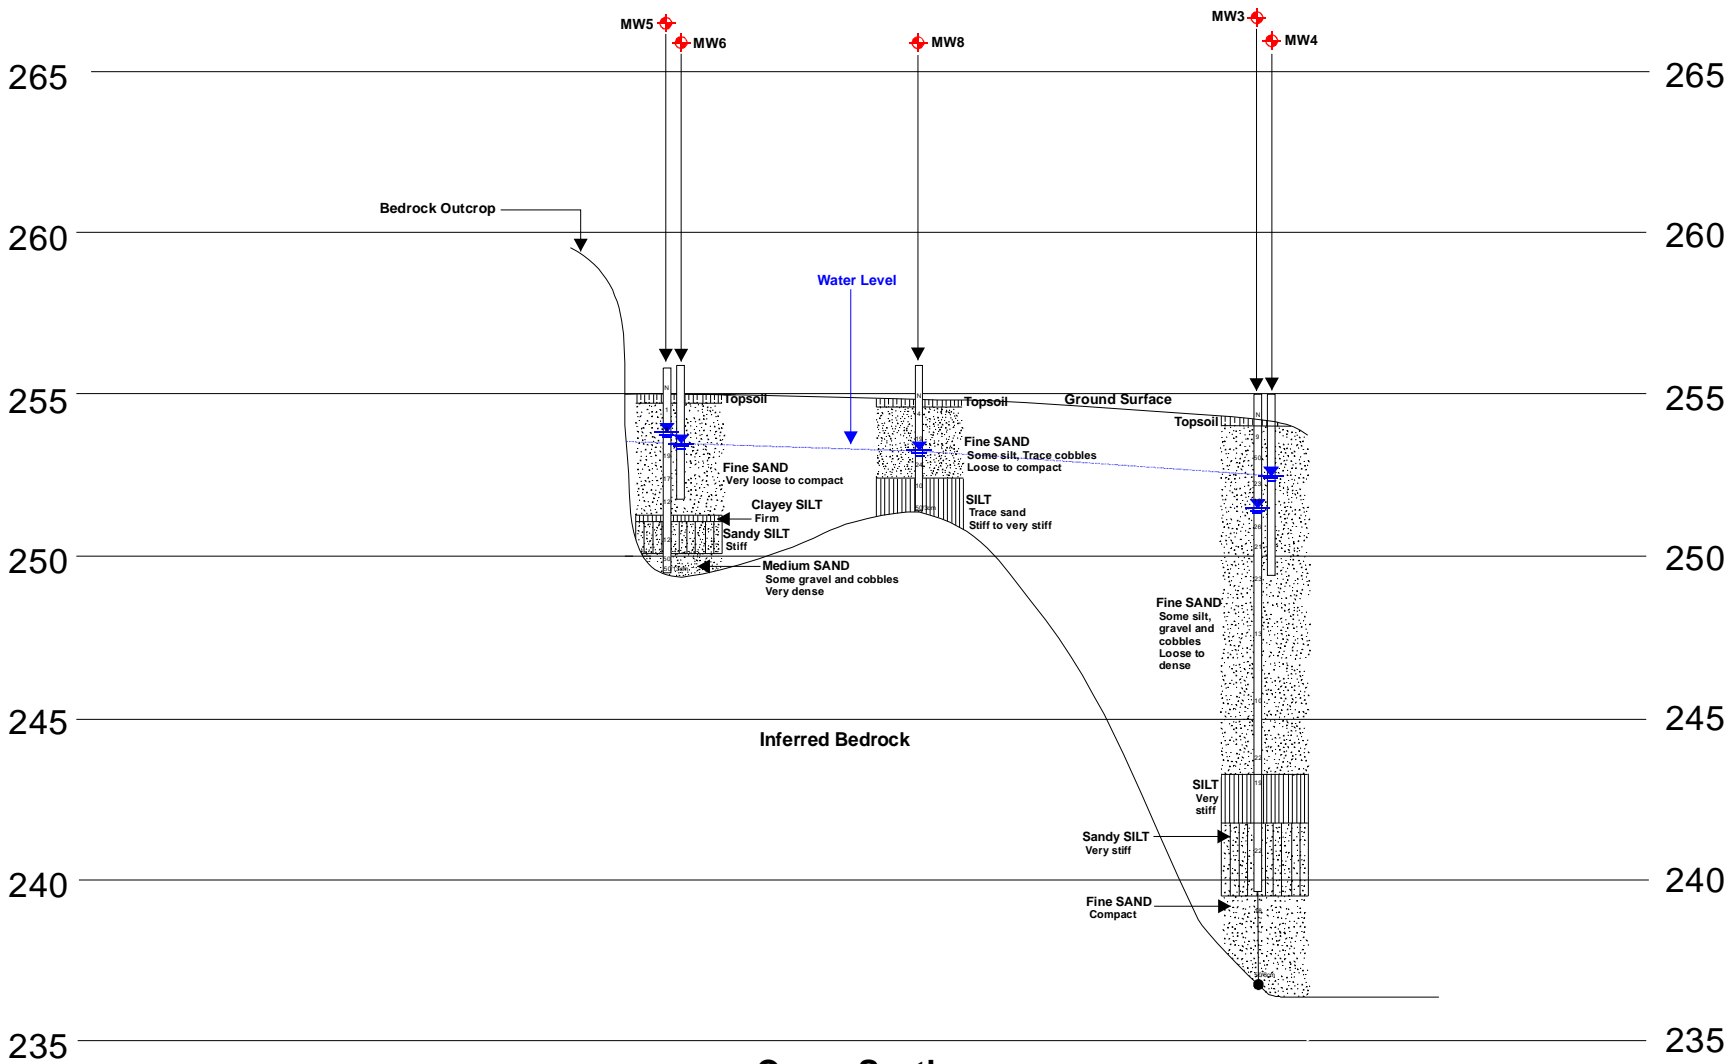 MW5
MW6
MW8
MW3
MW4
265
265
Bedrock Outcrop
260
260
Water Level
255
255
Topsoil
Topsoil
Ground Surface
Topsoil
Fine SAND
Very loose to compact
Fine SAND
Some silt, Trace cobbles
Loose to compact
Clayey SILT
Firm
Sandy SILT
Stiff
SILT
Trace sand
Stiff to very stiff
250
250
Medium SAND
Some gravel and cobbles
Very dense
Fine SAND
Some silt,
gravel and
cobbles
Loose to
dense
245
245
Inferred Bedrock
SILT
Very
stiff
Sandy SILT
Very stiff
240
240
Fine SAND
Compact
235
235